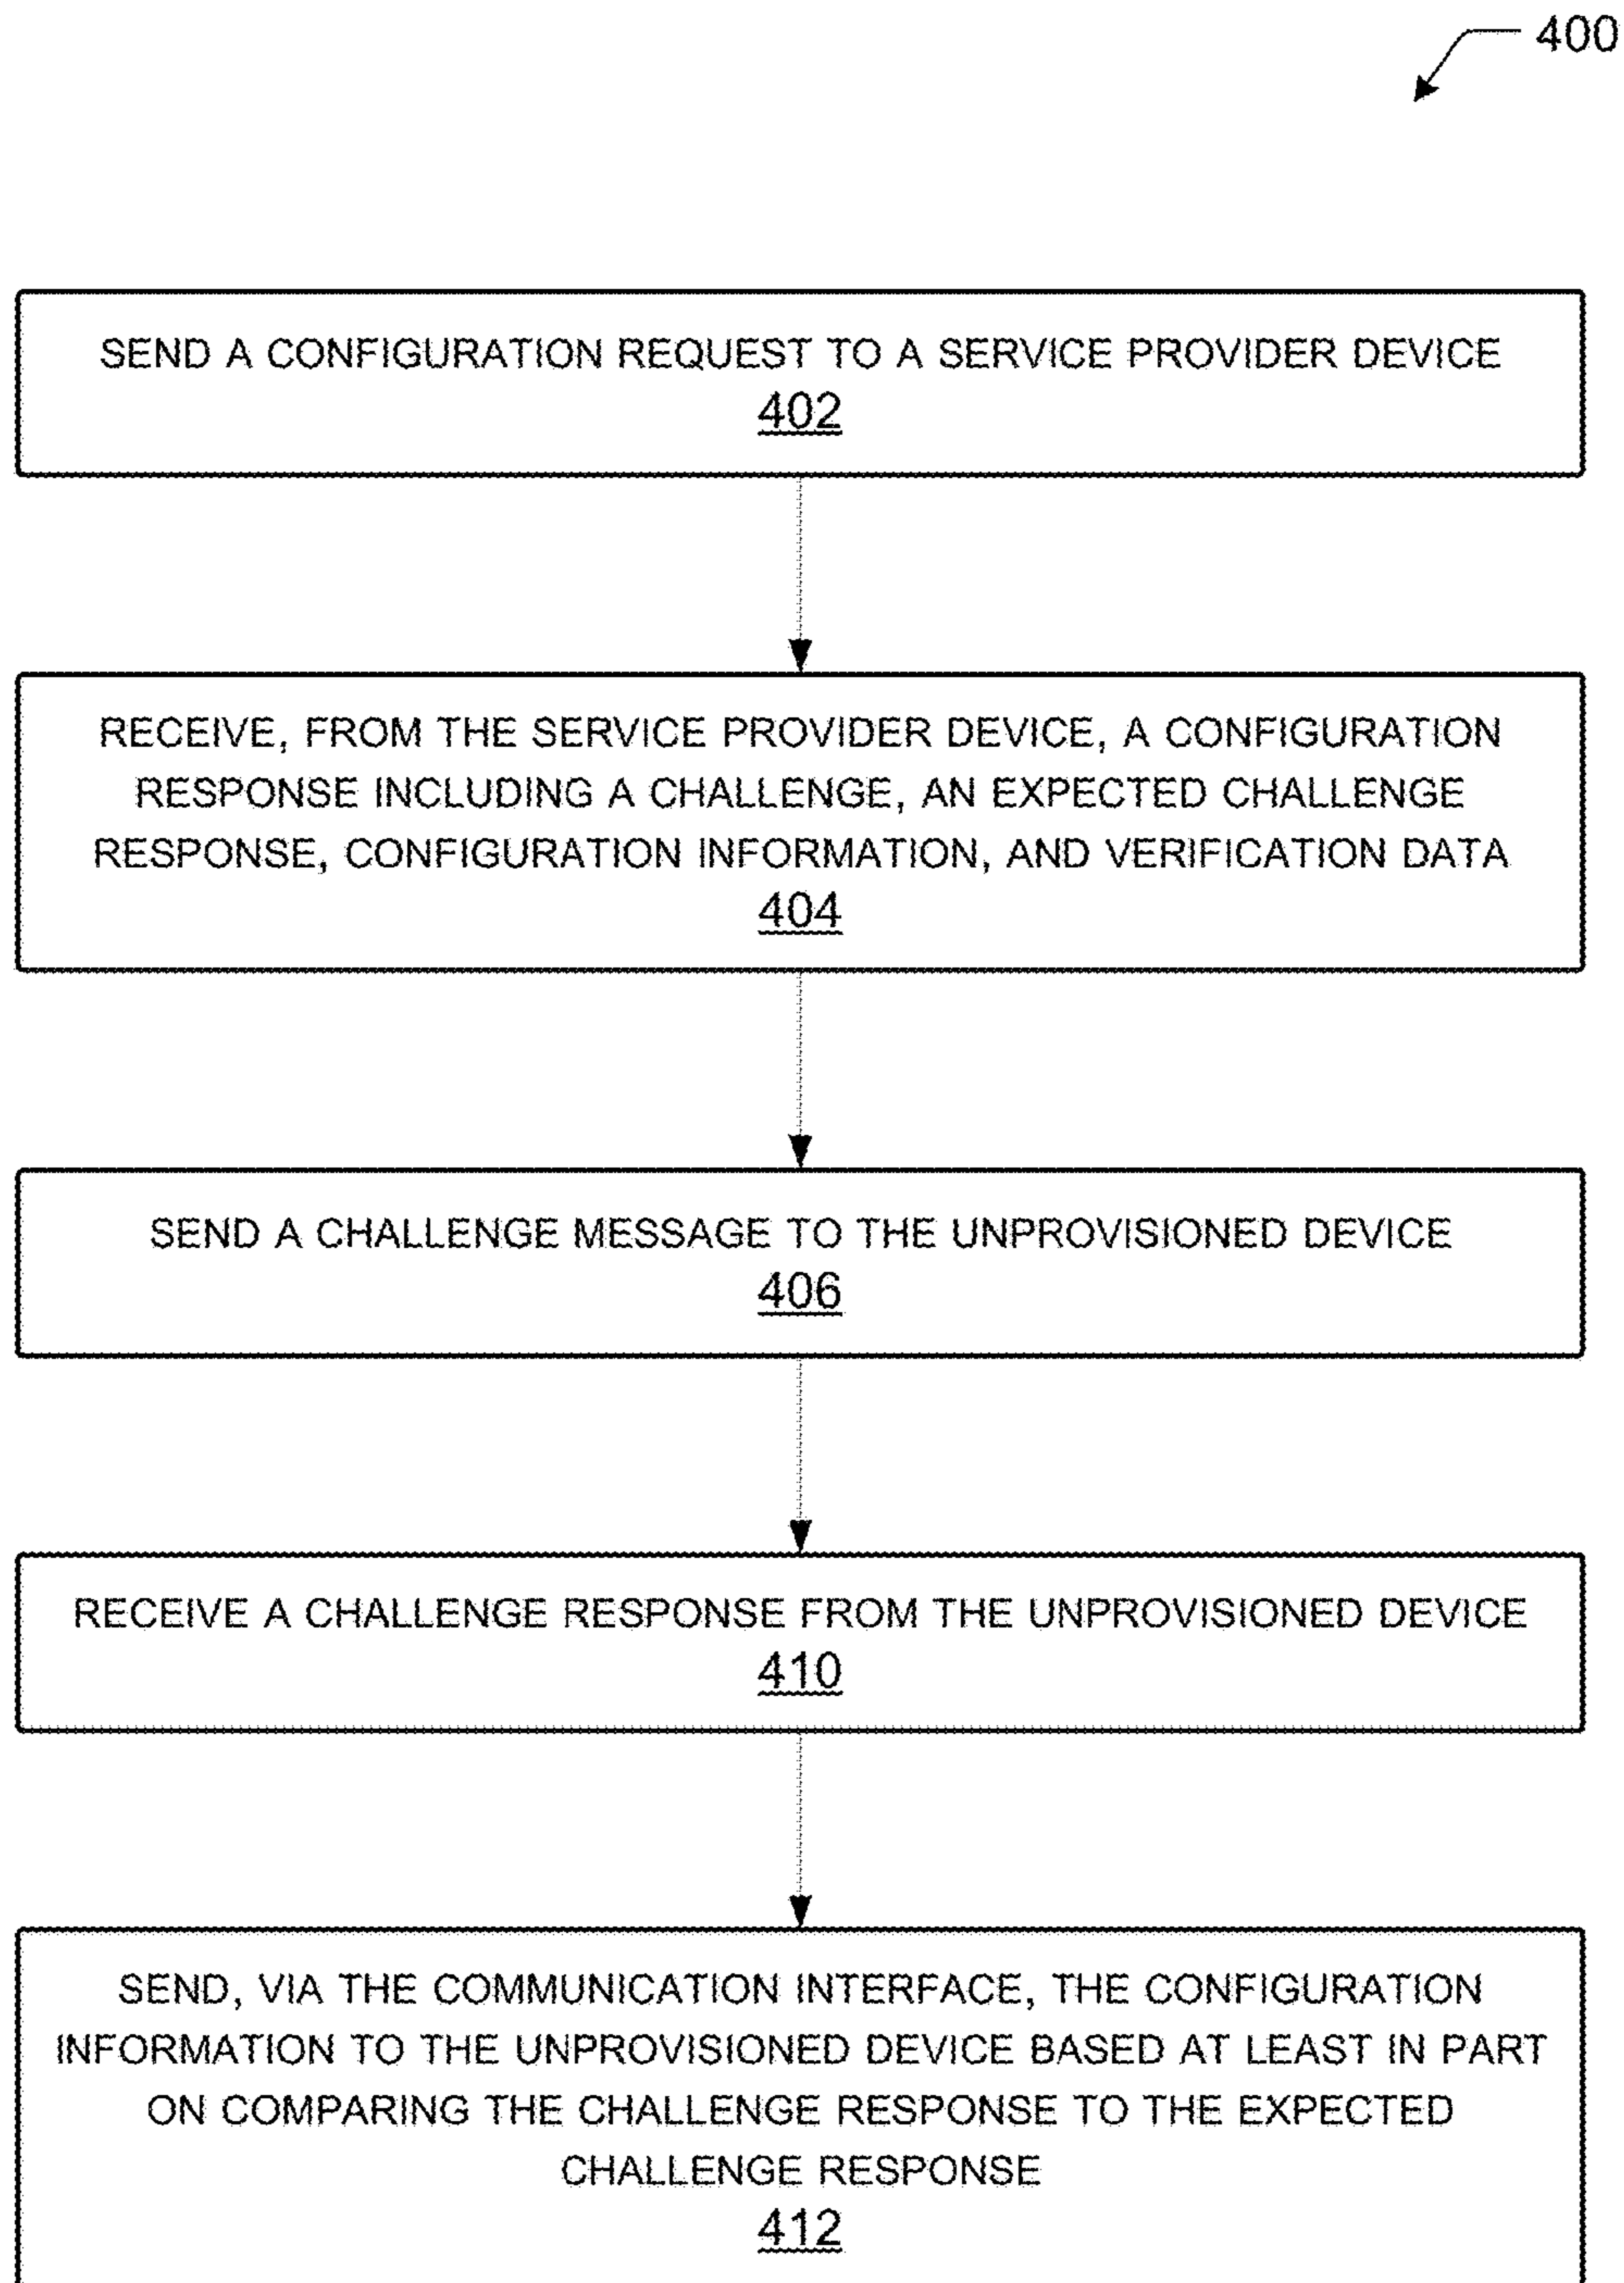 400
SEND A CONFIGURATION REQUEST TO A SERVICE PROVIDER DEVICE
402
RECEIVE, FROM THE SERVICE PROVIDER DEVICE, A CONFIGURATION
RESPONSE INCLUDING A CHALLENGE, AN EXPECTED CHALLENGE
RESPONSE, CONFIGURATION INFORMATION, AND VERIFICATION DATA
404
SEND A CHALLENGE MESSAGE TO THE UNPROVISIONED DEVICE
406
RECEIVE A CHALLENGE RESPONSE FROM THE UNPROVISIONED DEVICE
410
SEND, VIA THE COMMUNICATION INTERFACE, THE CONFIGURATION
INFORMATION TO THE UNPROVISIONED DEVICE BASED AT LEAST IN PART
ON COMPARING THE CHALLENGE RESPONSE TO THE EXPECTED
CHALLENGE RESPONSE
412